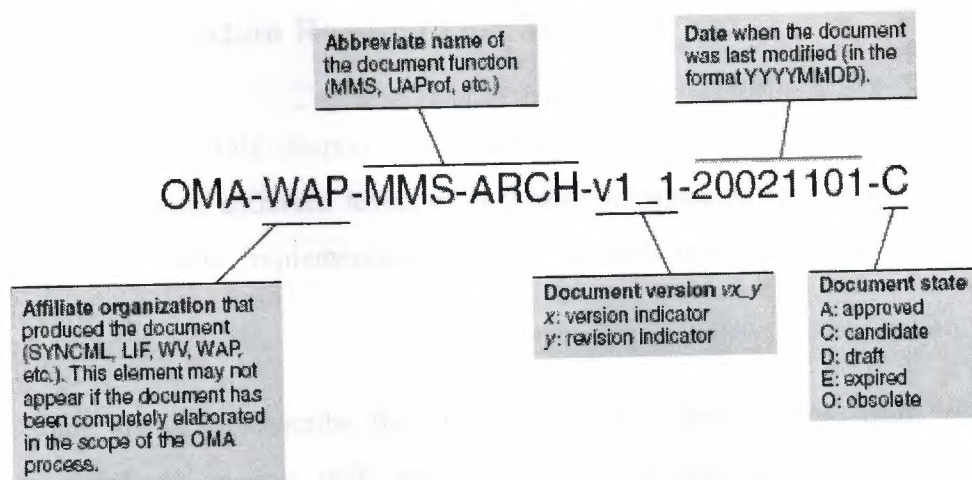 Abbreviate name of
the document function
(MMS, UAProf, etc.)
Date when the document
was last modified (in the
format YYYYMMDD).
OMA-WAP-MMS-ARCH-v1_1-20021101-C
Affiliate organization that
produced the document
(SYNCML, LIF, WV, WAP,
etc.). This element may not
appear if the document has
been completely elaborated
in the scope of the OMA
process.
Document version vx_y
x: version indicator
y: revision indicator
Document state
A: approved
C: candidate
D: draft
E: expired
O: obsolete